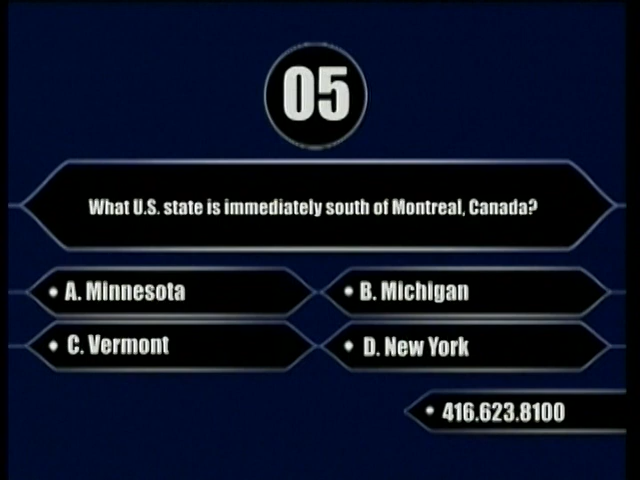 05
What U.S. state is immediately south of Montreal, Canada?
A. Minnesota
B. Michigan
C. Vermont
D. New York
416.623.8100